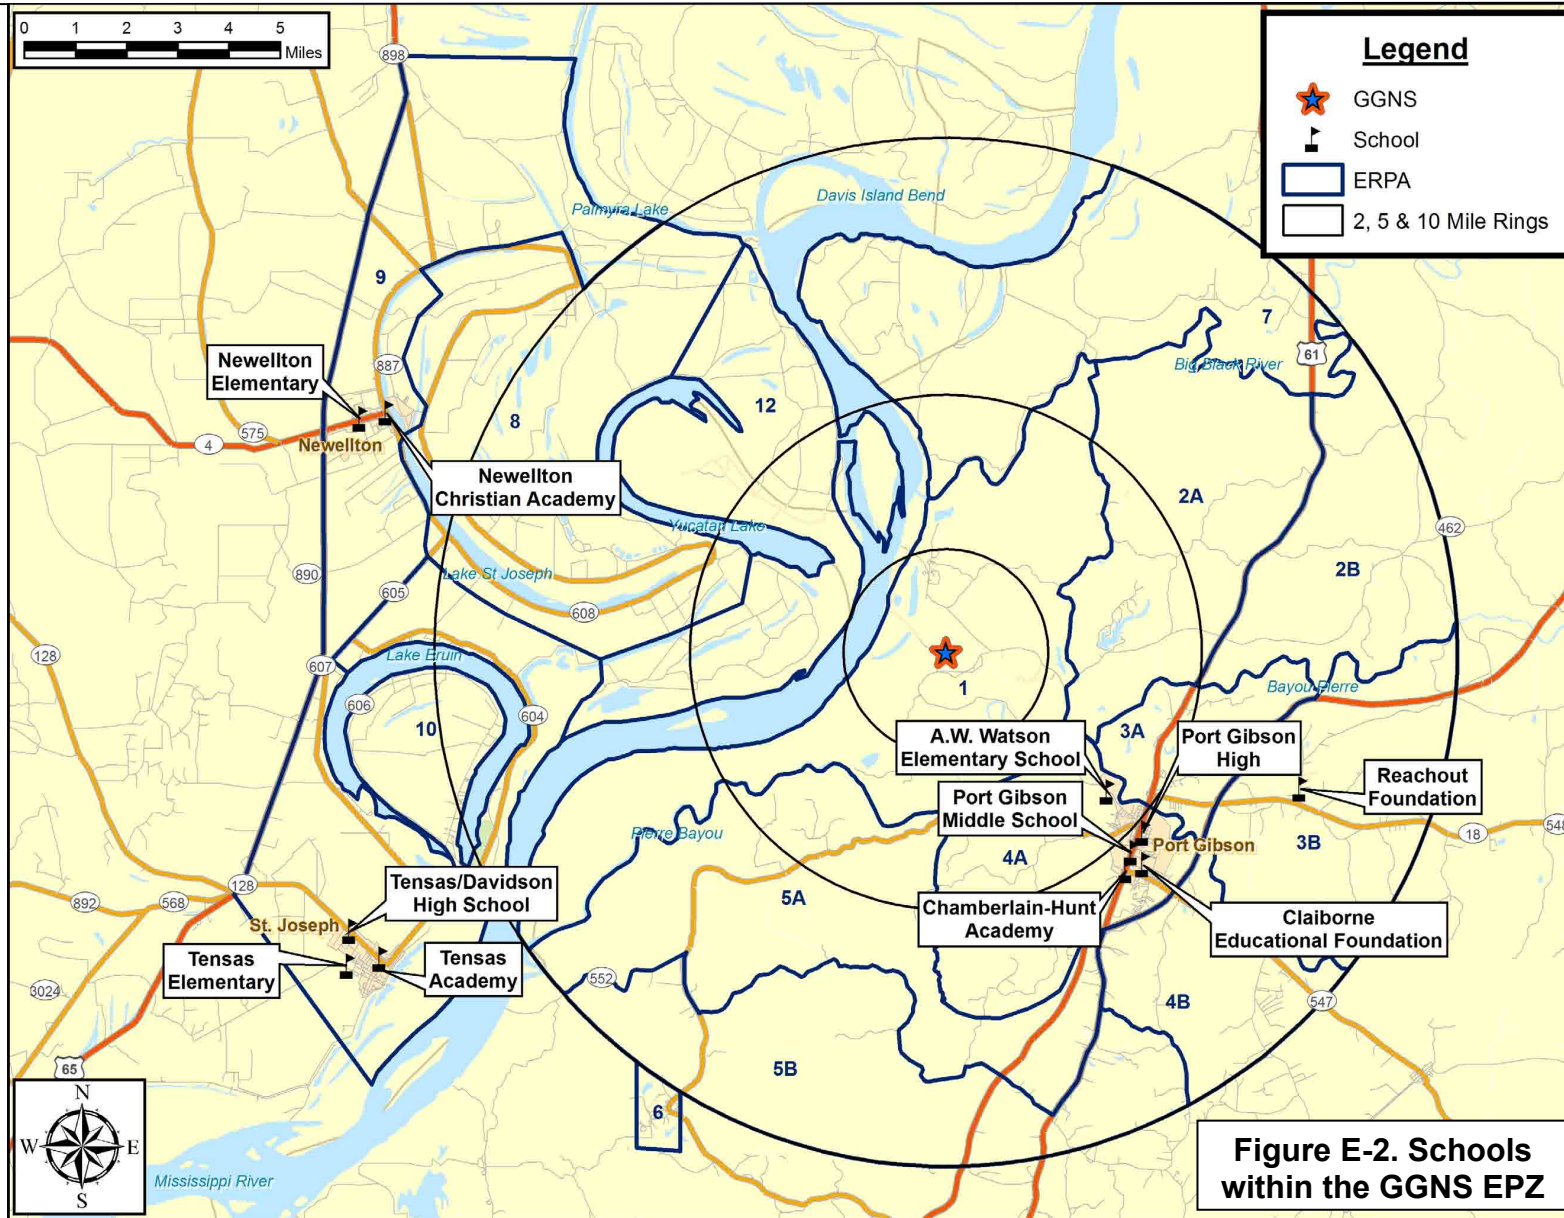 0 1 2 3 4 5
Miles
Legend
GGNS
School
ERPA
2, 5 & 10 Mile Rings
898
Palmyra Lake
Davis Island Bend
9
7
61
Big Black River
887
Newellton
Elementary
8
12
575
4
Newellton
Newellton
Christian Academy
2A
Yucatan Lake
462
890
Lake St Joseph
605
608
2B
128
607
Lake Bruin
606
604
10
1
Bayou Pierre
3A
A.W. Watson
Elementary School
Port Gibson
High
Reachout
Foundation
Port Gibson
Middle School
Pierre Bayou
18
548
3B
Port Gibson
4A
Tensas/Davidson
High School
128
892
568
St. Joseph
5A
Chamberlain-Hunt
Academy
Claiborne
Educational Foundation
Tensas
Elementary
Tensas
Academy
552
3024
547
4B
65
5B
6
N
W E
S
Mississippi River
Figure E-2. Schools
within the GGNS EPZ